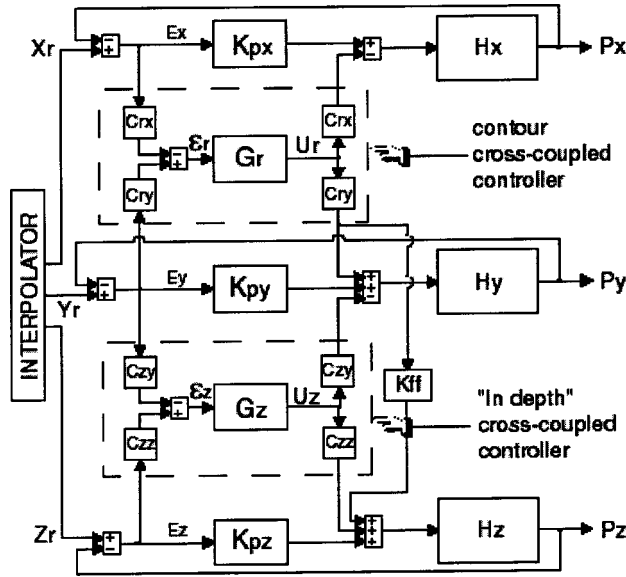 Xr
Ex
Kpx
Hx
Px
Crx
εr
Gr
Ur
Crx
Cry
Cry
contour
cross-coupled
controller
INTERPOLATOR
Yr
Ey
Kpy
Hy
Py
Czy
εz
Gz
Uz
Czy
Czz
Czz
Kff
"In depth"
cross-coupled
controller
Zr
Ez
Kpz
Hz
Pz